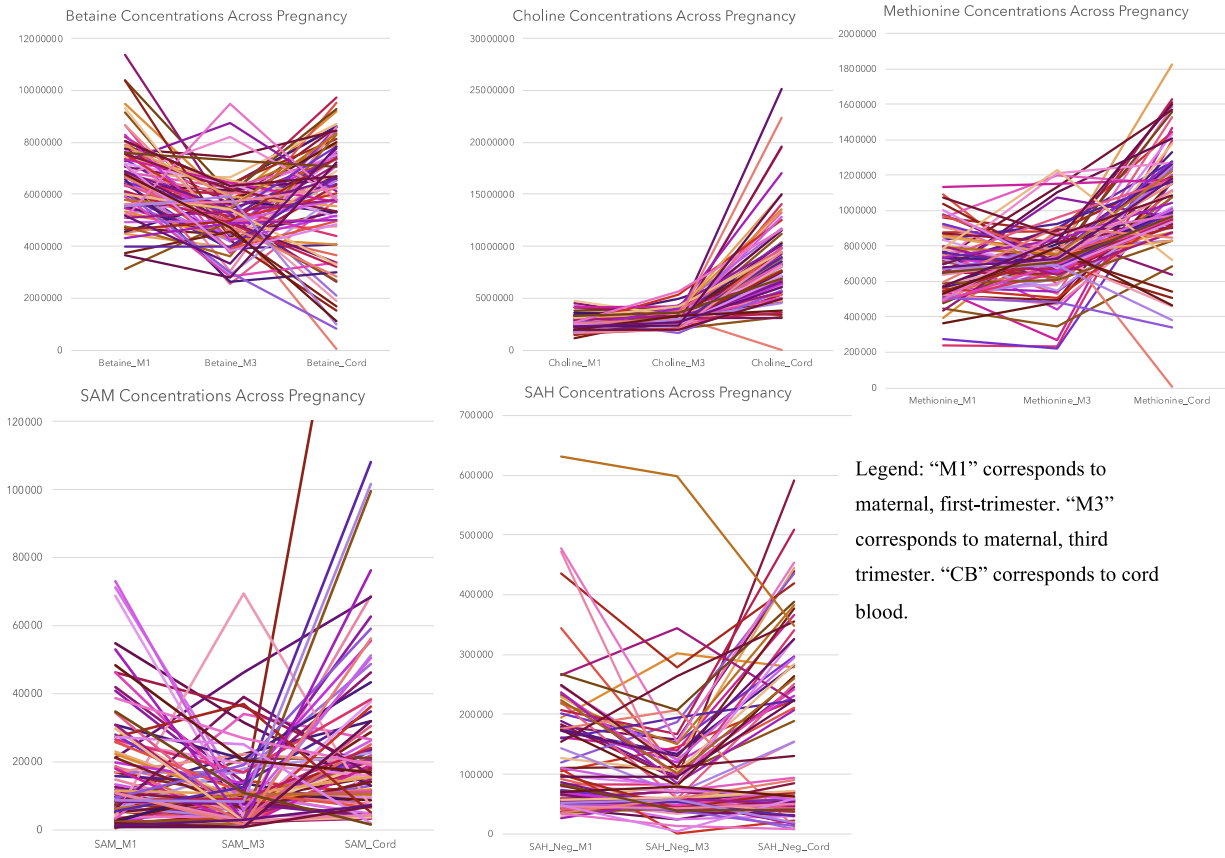 Betaine Concentrations Across Pregnancy
12000000
10000000
8000000
6000000
4000000
2000000
0
Betaine_M1 Betaine_M3 Betaine_Cord
Choline Concentrations Across Pregnancy
30000000
25000000
20000000
15000000
10000000
5000000
0
Choline_M1 Choline_M3 Choline_Cord
Methionine Concentrations Across Pregnancy
2000000
1800000
1600000
1400000
1200000
1000000
800000
600000
400000
200000
0
Methionine_M1 Methionine_M3 Methionine_Cord
SAM Concentrations Across Pregnancy
120000
100000
80000
60000
40000
20000
0
SAM_M1 SAM_M3 SAM_Cord
SAH Concentrations Across Pregnancy
700000
600000
500000
400000
300000
200000
100000
0
SAH_Neg_M1 SAH_Neg_M3 SAH_Neg_Cord
Legend: “M1” corresponds to
maternal, first-trimester. “M3”
corresponds to maternal, third
trimester. “CB” corresponds to cord
blood.